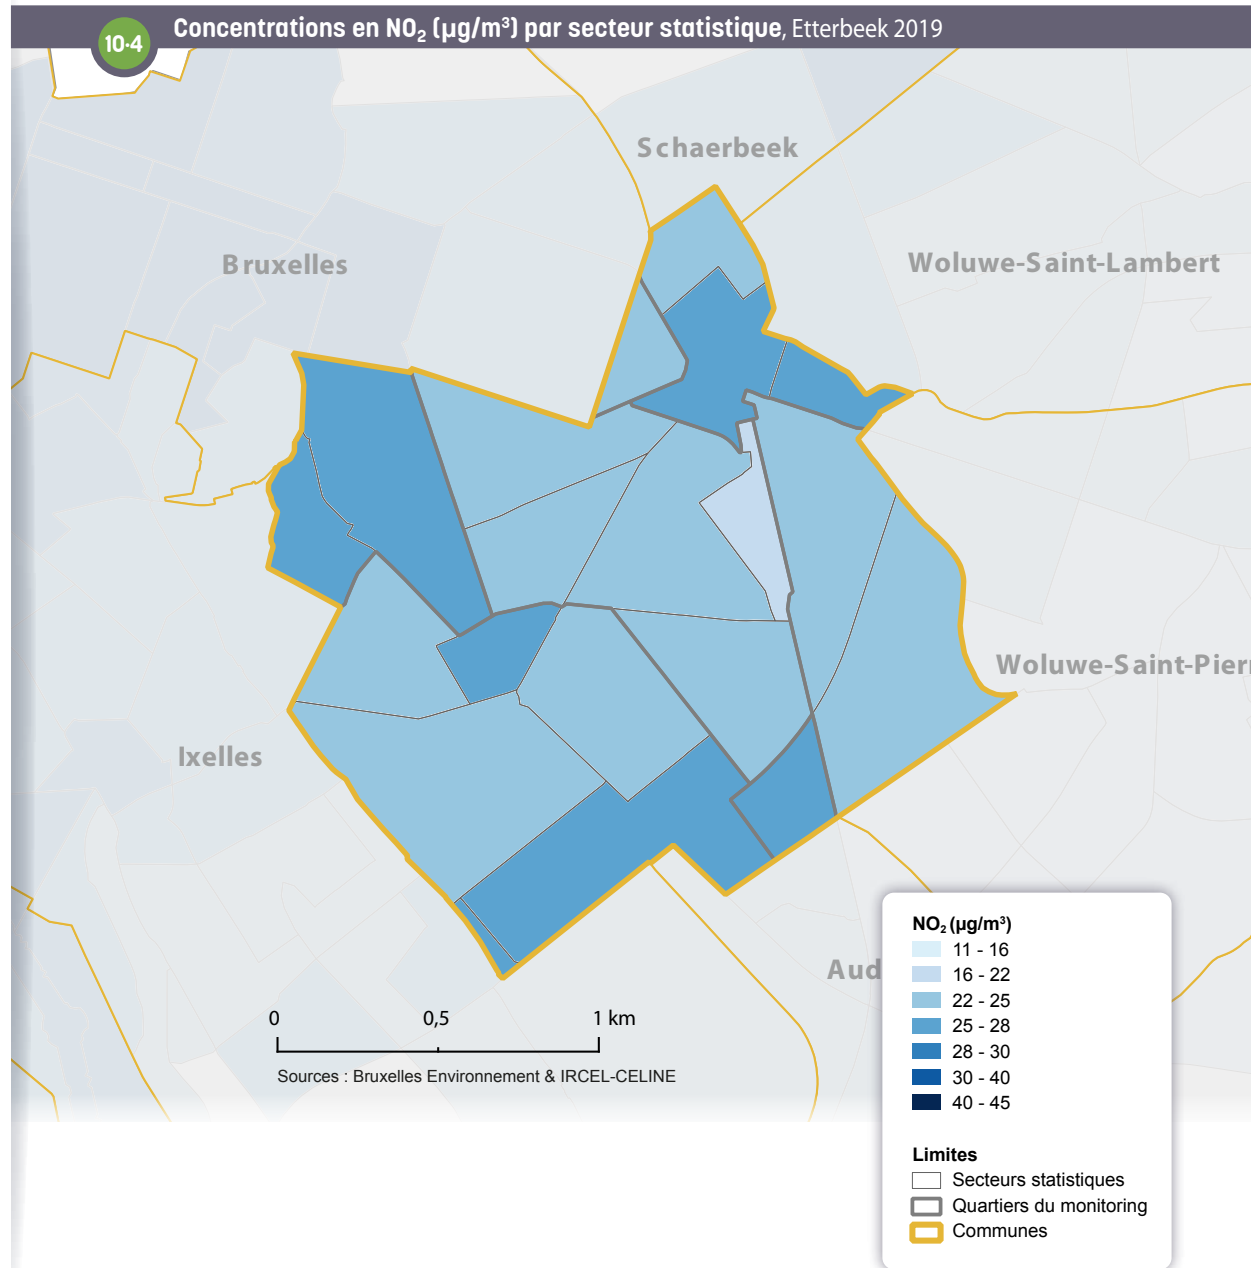 10·4
Concentrations en NO₂ (µg/m³) par secteur statistique, Etterbeek 2019
Schaerbeek
Bruxelles
Woluwe-Saint-Lambert
Woluwe-Saint-Pierr
Ixelles
Aud
0 0,5 1 km
Sources : Bruxelles Environnement & IRCEL-CELINE
NO₂ (µg/m³)
11 - 16
16 - 22
22 - 25
25 - 28
28 - 30
30 - 40
40 - 45
Limites
Secteurs statistiques
Quartiers du monitoring
Communes